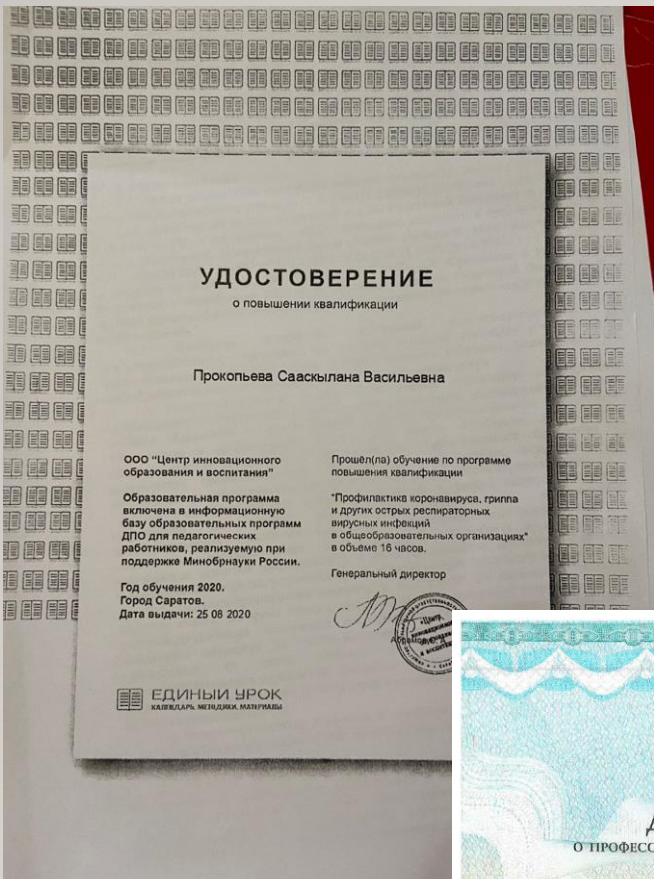 УДОСТОВЕРЕНИЕ
о повышении квалификации
Прокопьева Сааскылана Васильевна
ООО "Центр инновационного
образования и воспитания"
Образовательная программа
включена в информационную
базу образовательных программ
ДПО для педагогических
работников, реализуемую при
поддержке Минобрнауки России.
Год обучения 2020.
Город Саратов.
Дата выдачи: 25 08 2020
Прошёл(ла) обучение по программе
повышения квалификации
"Профилактика коронавируса, гриппа
и других острых респираторных
вирусных инфекций
в общеобразовательных организациях"
в объеме 16 часов.
Генеральный директор
ЕДИНЫЙ УРОК
КАЛЕНДАРЬ, МЕТОДИКИ, МАТЕРИАЛЫ
О ПРОФЕСС